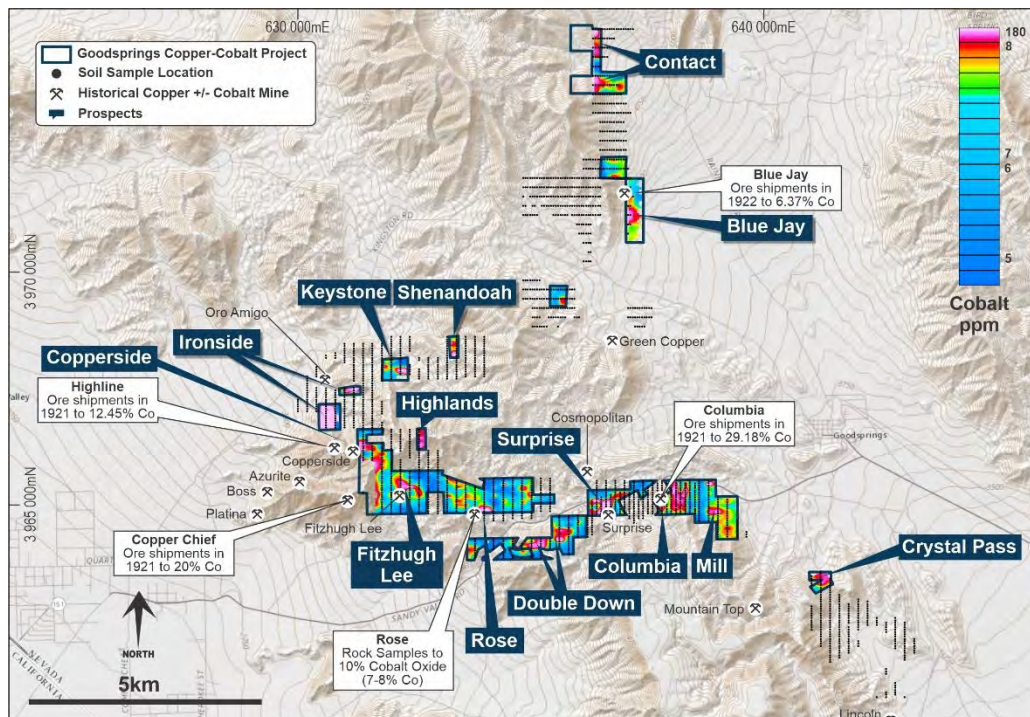 630 000mE
640 000mE
Goodsprings Copper-Cobalt Project
Soil Sample Location
Historical Copper +/- Cobalt Mine
Prospects
Contact
180
8
7
6
5
Cobalt
ppm
Blue Jay
Ore shipments in
1922 to 6.37% Co
Blue Jay
3 970 000mN
Keystone
Shenandoah
Oro Amigo
Ironside
Green Copper
Copperside
Highline
Ore shipments in
1921 to 12.45% Co
Highlands
Cosmopolitan
Columbia
Ore shipments in
1921 to 29.18% Co
Goodsprings
Surprise
Copperside
Azurite
Boss
Platina
3 965 000mN
Fitzhugh Lee
Surprise
Copper Chief
Ore shipments in
1921 to 20% Co
Fitzhugh
Lee
Columbia
Mill
Crystal Pass
Double Down
Mountain Top
SANDY VALLEY RD
Rose
Rose
Rock Samples to
10% Cobalt Oxide
(7-8% Co)
161
NORTH
NEVADA
CALIFORNIA
5km
Lincoln